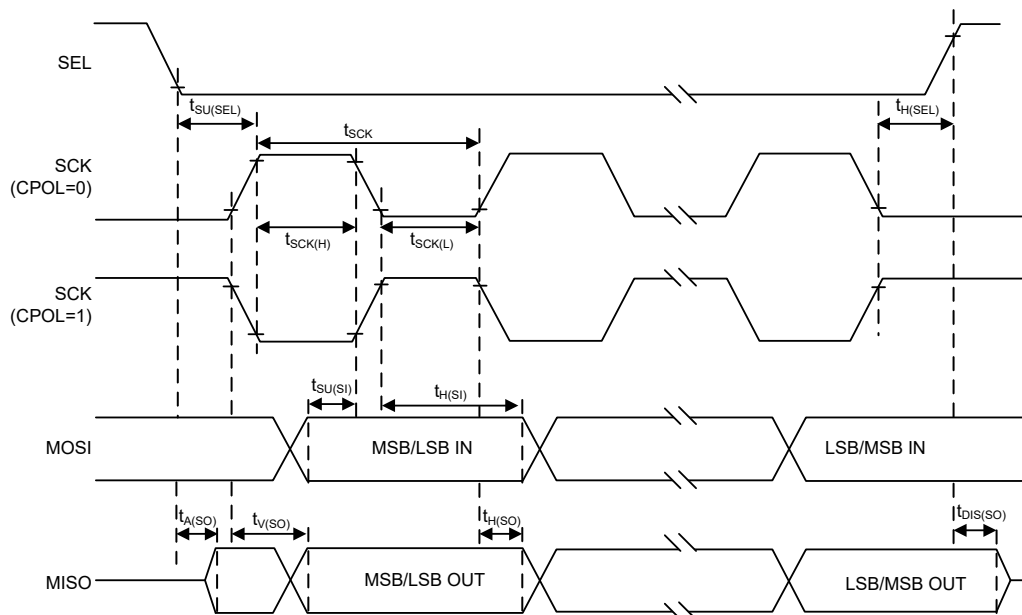 SEL
tSU(SEL)
tSCK
tH(SEL)
SCK
(CPOL=0)
tSCK(H)
tSCK(L)
SCK
(CPOL=1)
tSU(SI)
tH(SI)
MOSI
MSB/LSB IN
LSB/MSB IN
tA(SO)
tV(SO)
tH(SO)
tDIS(SO)
MISO
MSB/LSB OUT
LSB/MSB OUT